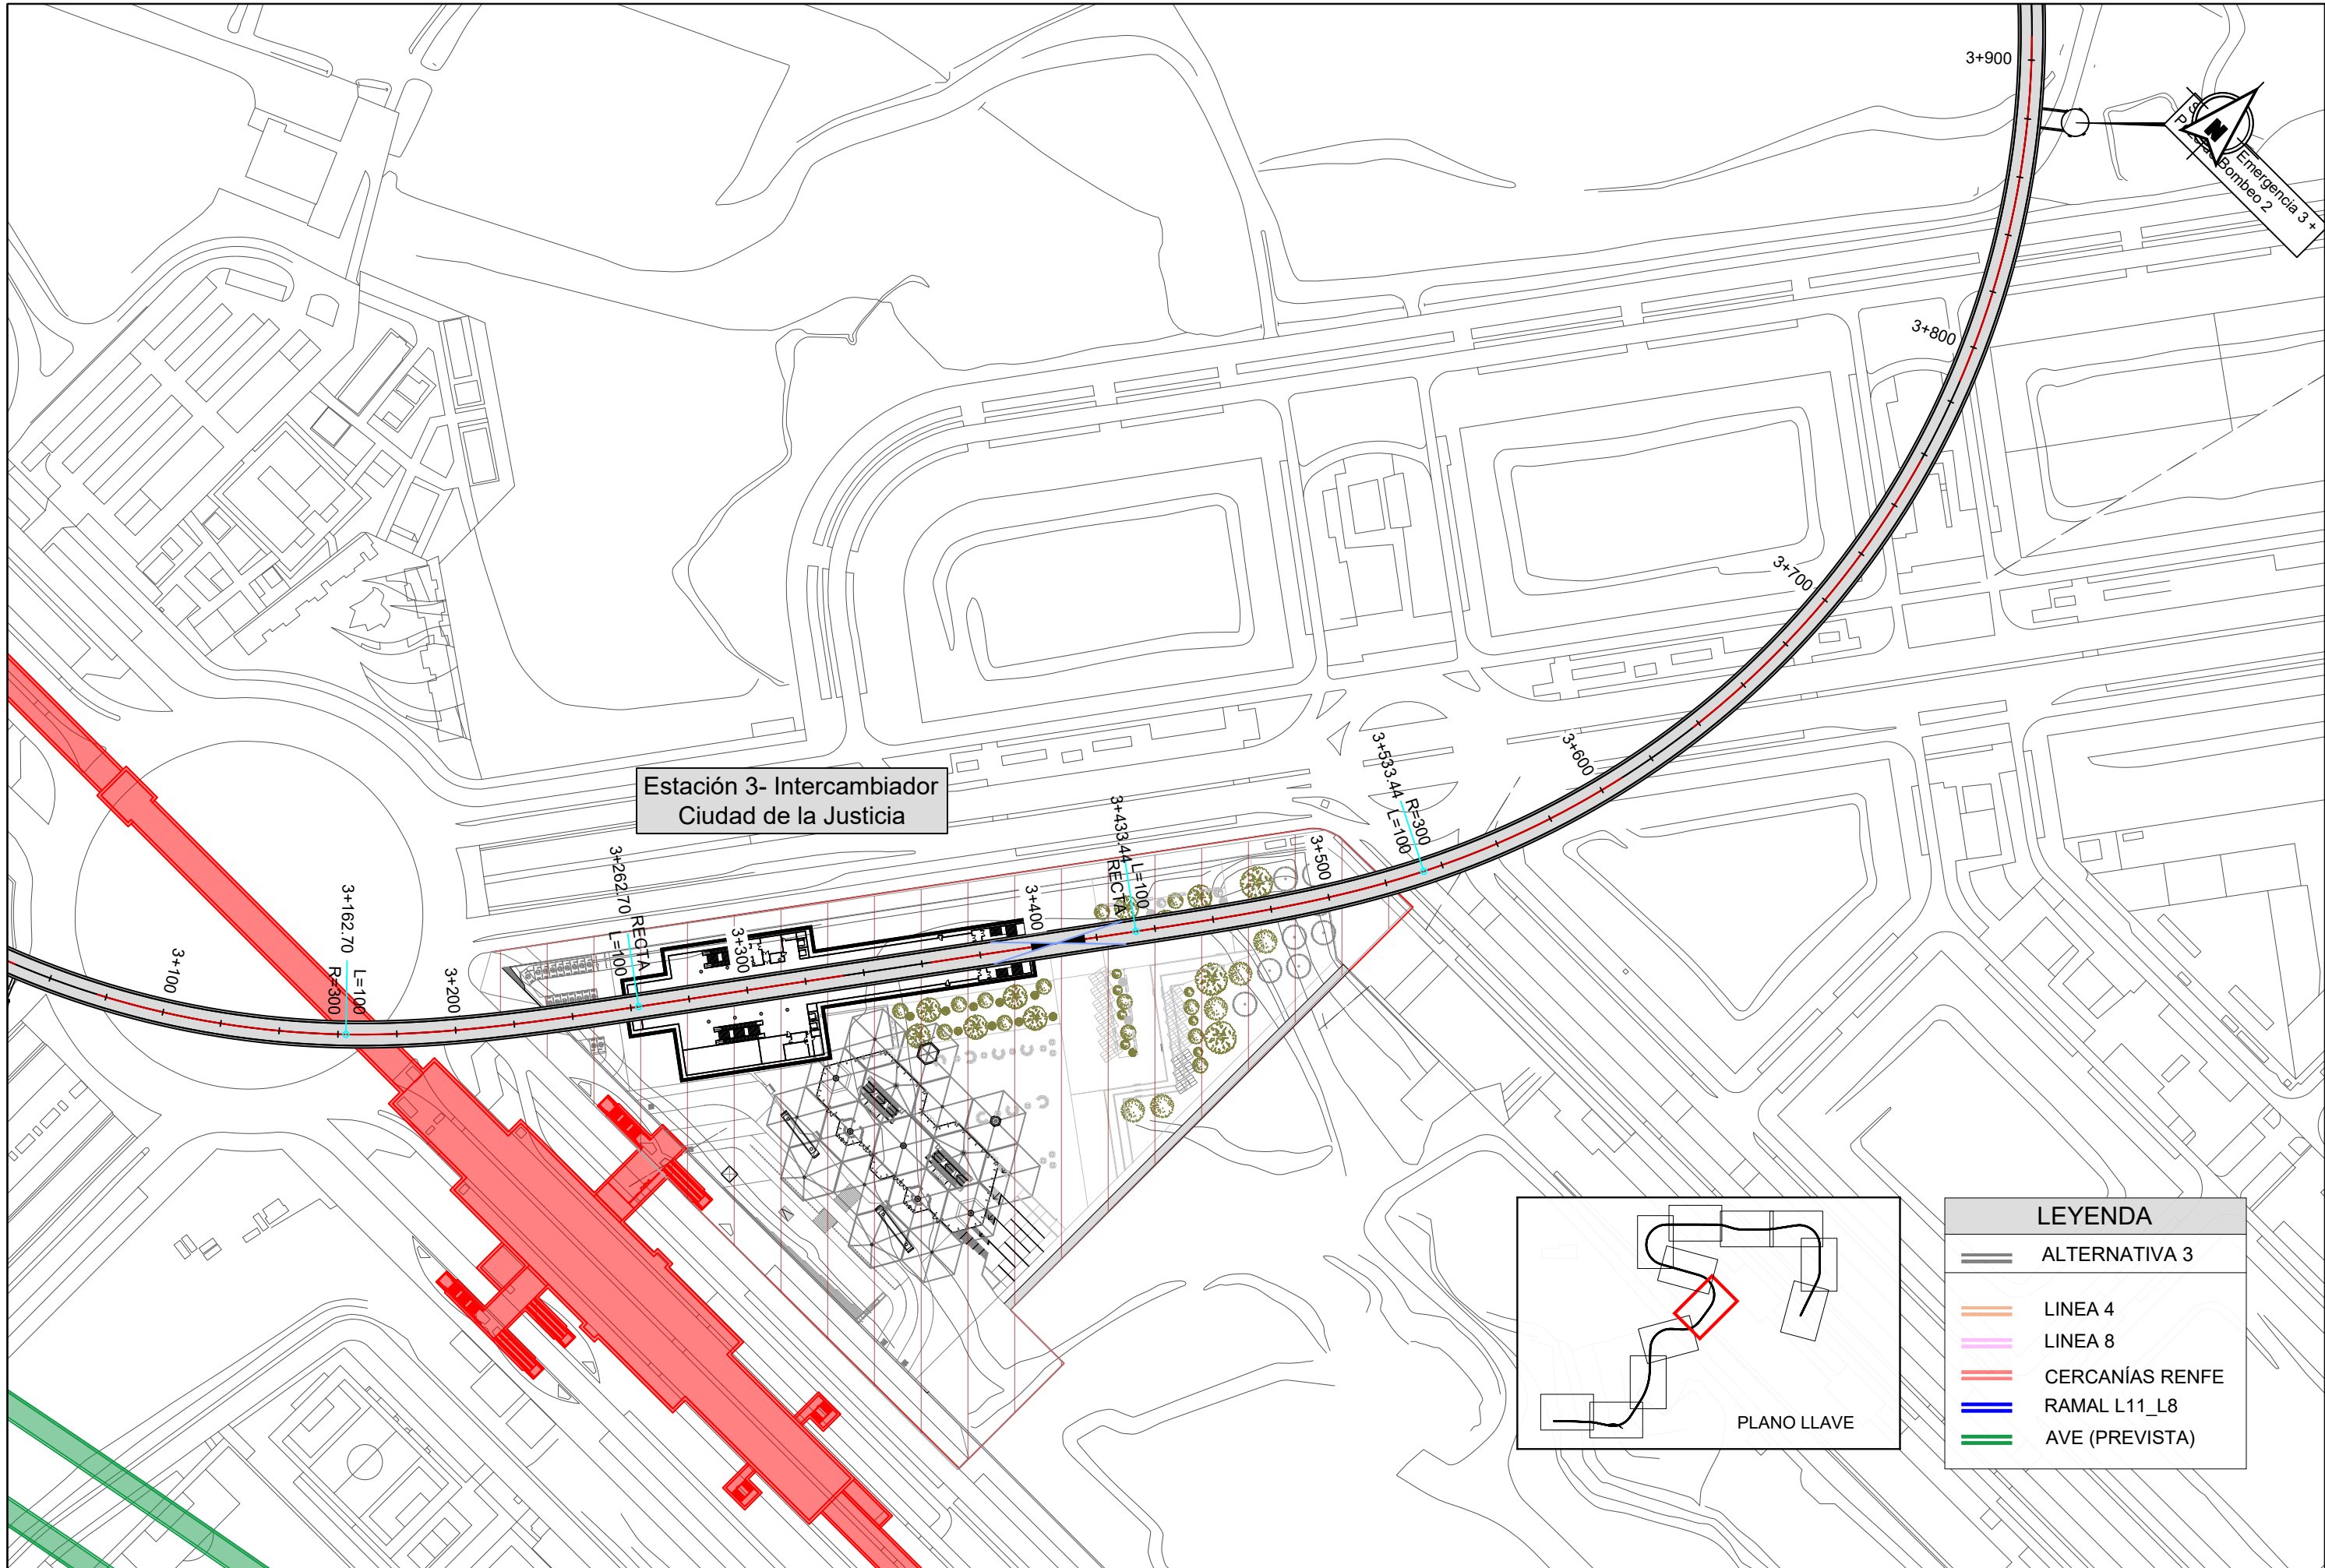 3+900
N
Emergencia 3 +
Bombeo 2
3+800
3+700
3+600
3+533.44
R=300
L=100
Estación 3- Intercambiador
Ciudad de la Justicia
3+500
3+433.44
L=100
RECTA
3+400
3+300
3+262.70
RECTA
L=100
3+200
3+162.70
L=100
R=300
3+100
PLANO LLAVE
LEYENDA
ALTERNATIVA 3
LINEA 4
LINEA 8
CERCANÍAS RENFE
RAMAL L11_L8
AVE (PREVISTA)